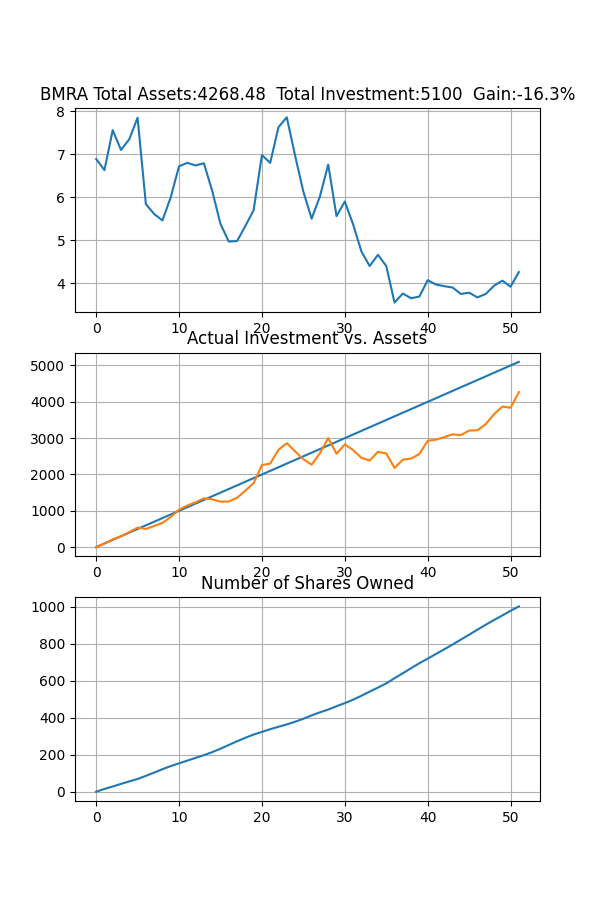 BMRA Total Assets:4268.48  Total Investment:5100  Gain:-16.3%
8
7
6
5
4
0 10 20 30 40 50
Actual Investment vs. Assets
5000
4000
3000
2000
1000
0
0 10 20 30 40 50
Number of Shares Owned
1000
800
600
400
200
0
0 10 20 30 40 50